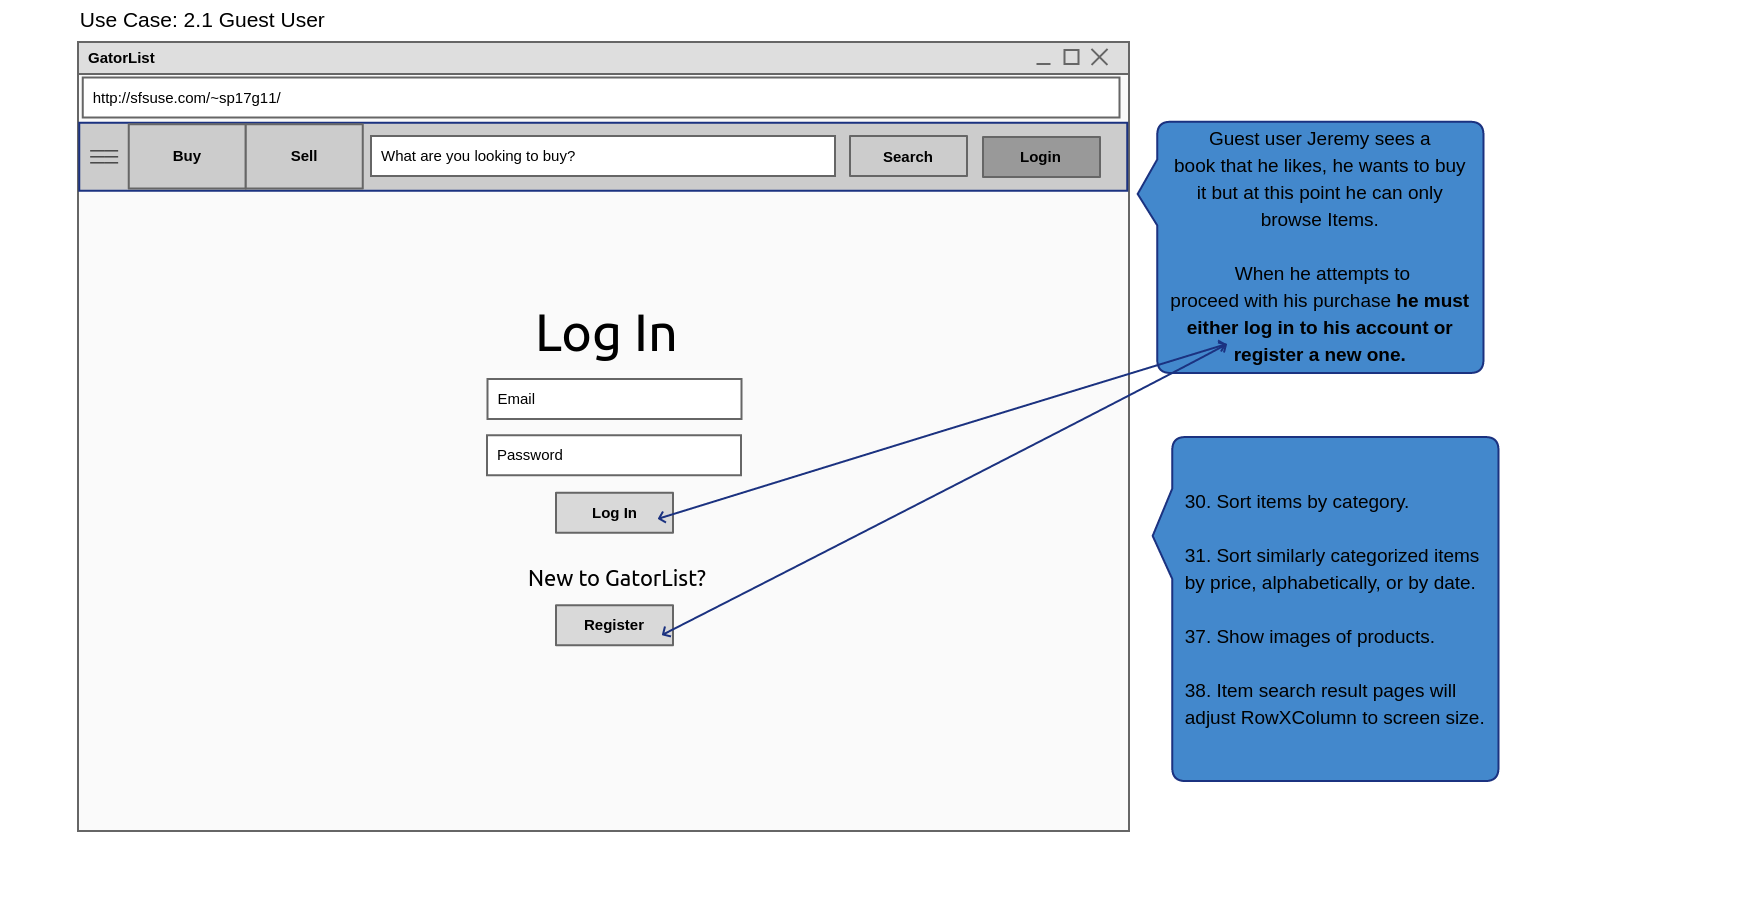 Use Case: 2.1 Guest User
GatorList
http://sfsuse.com/~sp17g11/
Buy
Sell
What are you looking to buy?
Search
Login
Log In
Email
Password
Log In
New to GatorList?
Register
Guest user Jeremy sees a
book that he likes, he wants to buy
it but at this point he can only
browse Items.
When he attempts to
proceed with his purchase he must
either log in to his account or
register a new one.
30. Sort items by category.
31. Sort similarly categorized items
by price, alphabetically, or by date.
37. Show images of products.
38. Item search result pages will
adjust RowXColumn to screen size.